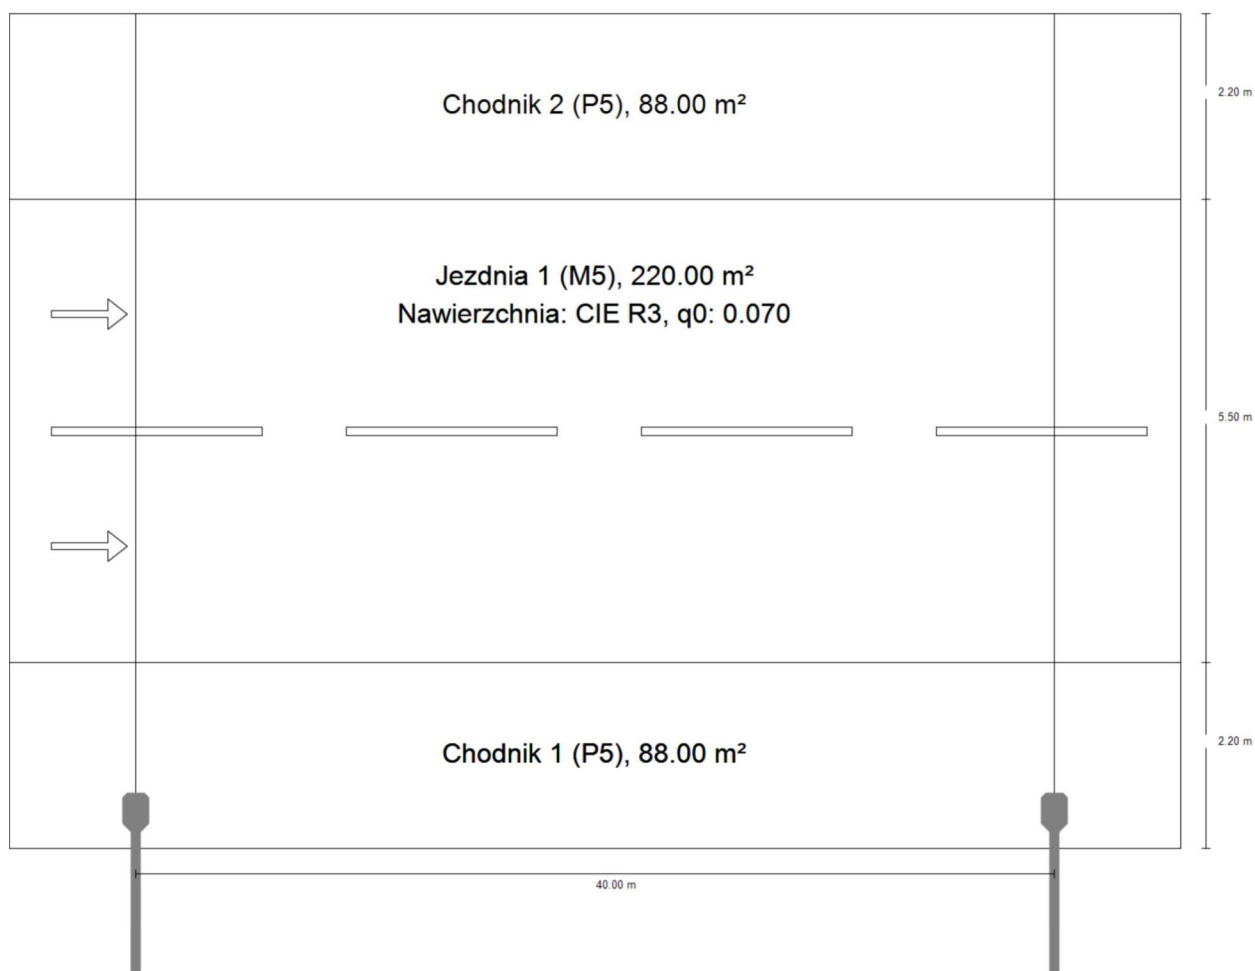 Chodnik 2 (P5), 88.00 m²
2.20 m
Jezdnia 1 (M5), 220.00 m²
Nawierzchnia: CIE R3, q0: 0.070
5.50 m
Chodnik 1 (P5), 88.00 m²
2.20 m
40.00 m